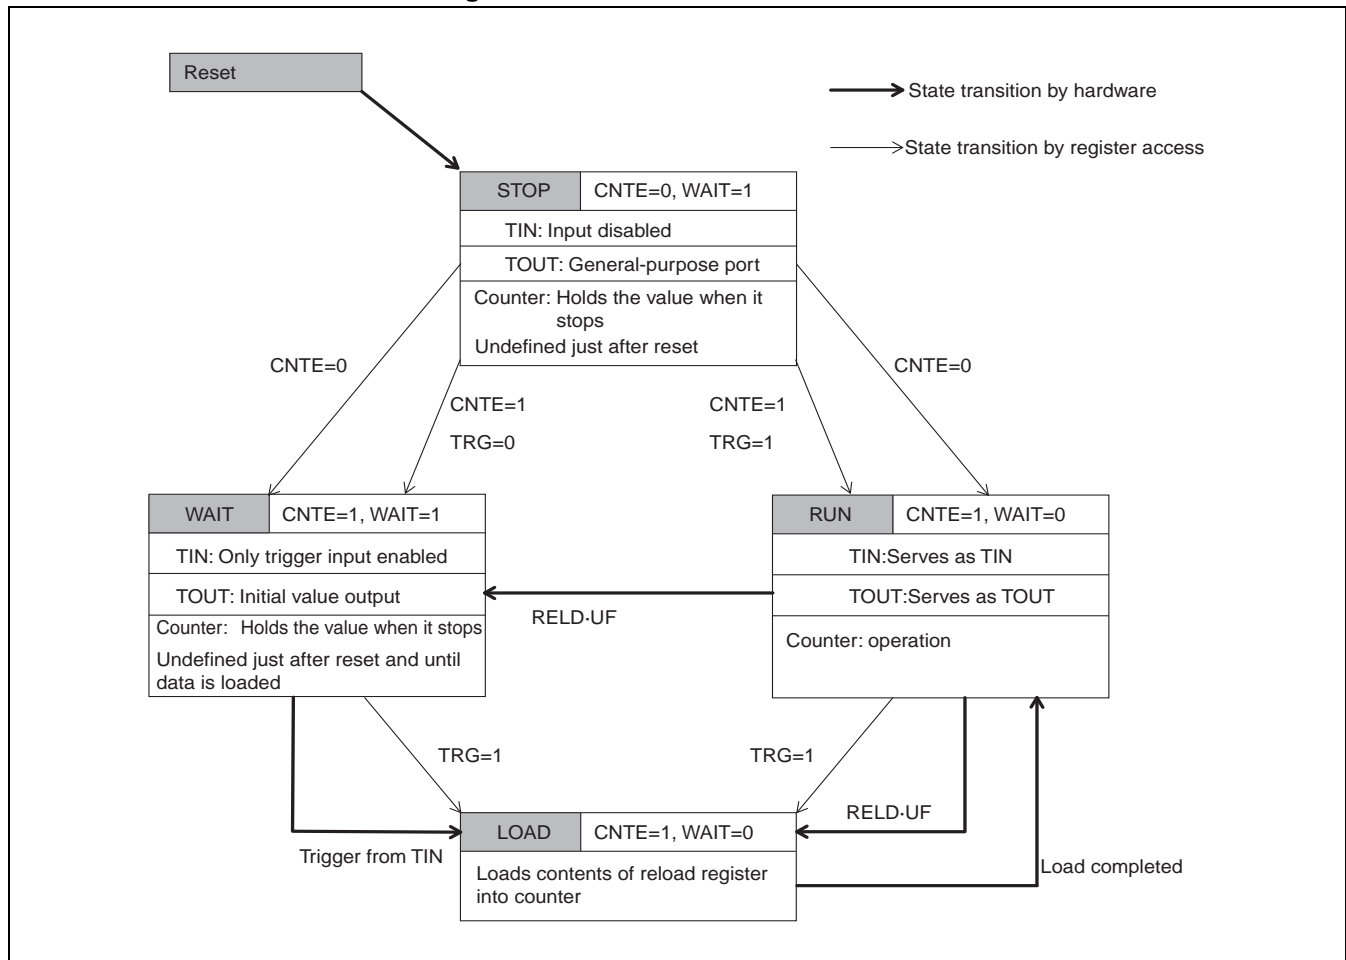 Reset
State transition by hardware
State transition by register access
STOP CNTE=0, WAIT=1
TIN: Input disabled
TOUT: General-purpose port
Counter: Holds the value when it
stops
Undefined just after reset
CNTE=0
CNTE=0
CNTE=1
TRG=0
CNTE=1
TRG=1
WAIT CNTE=1, WAIT=1
TIN: Only trigger input enabled
TOUT: Initial value output
Counter: Holds the value when it stops
Undefined just after reset and until
data is loaded
RUN CNTE=1, WAIT=0
TIN:Serves as TIN
TOUT:Serves as TOUT
Counter: operation
RELD·UF
TRG=1
TRG=1
RELD·UF
Trigger from TIN
LOAD CNTE=1, WAIT=0
Loads contents of reload register
into counter
Load completed